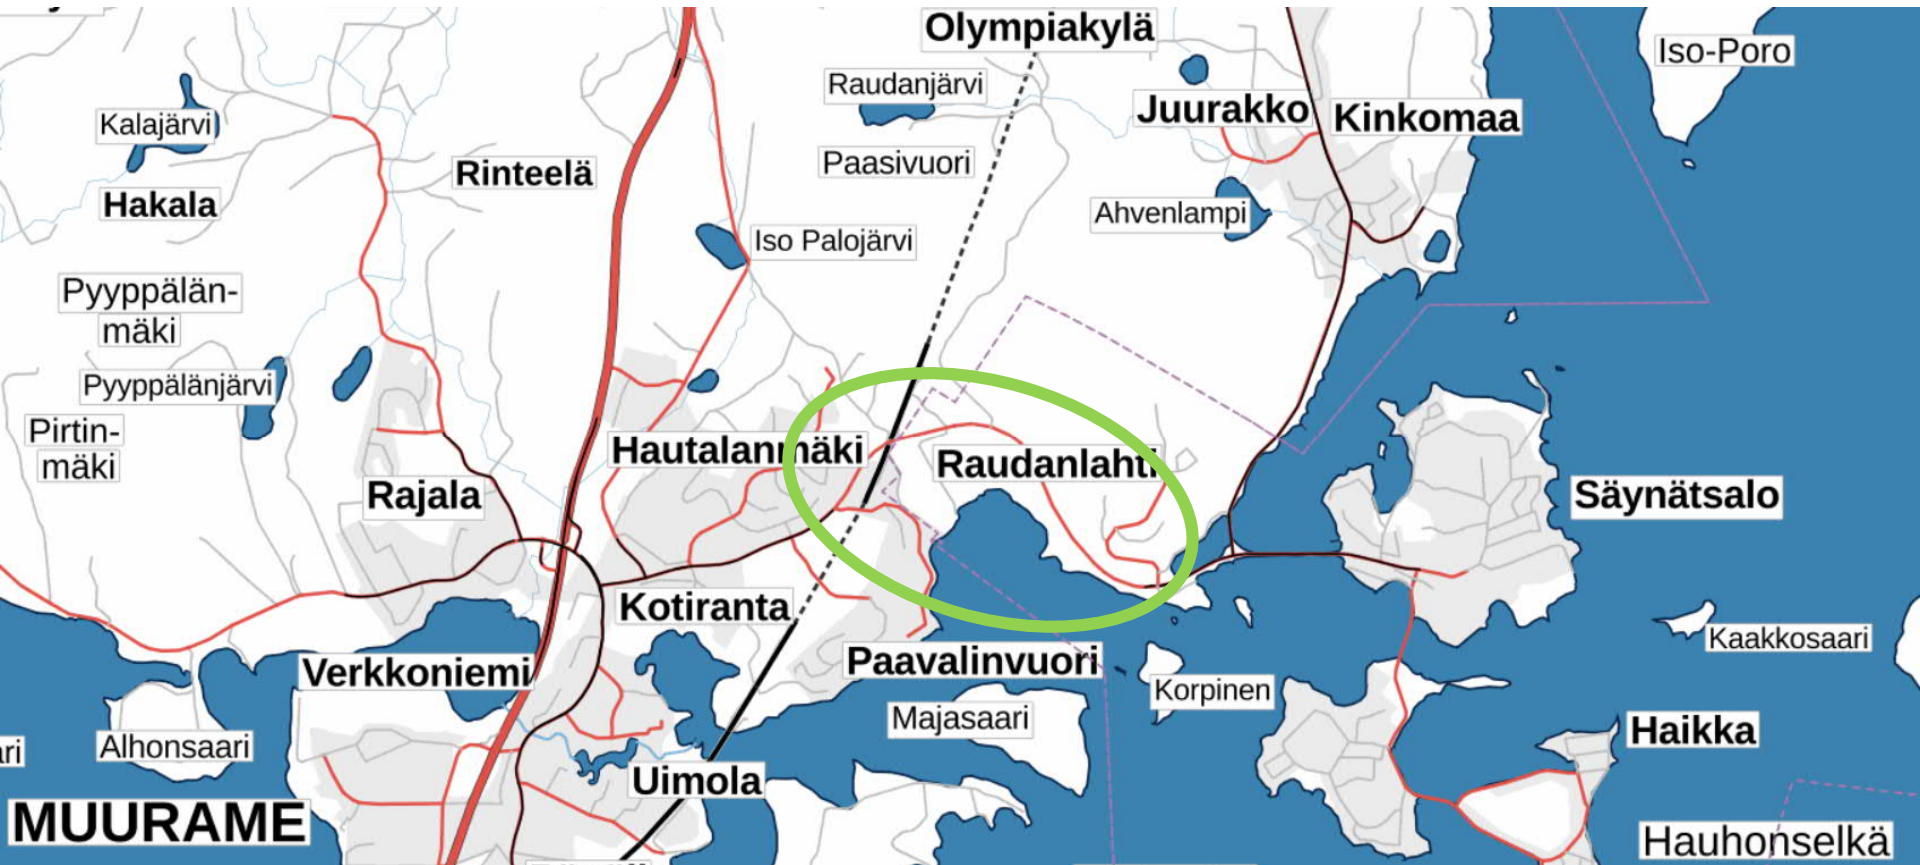 Olympiakylä
Iso-Poro
Raudanjärvi
Juurakko
Kinkomaa
Kalajärvi
Paasivuori
Rinteelä
Hakala
Ahvenlampi
Iso Palojärvi
Pyyppälän-
mäki
Pyyppälänjärvi
Pirtin-
mäki
Hautalanmäki
Raudanlahti
Rajala
Säynätsalo
Kotiranta
Kaakkosaari
Paavalinvuori
Verkkoniemi
Korpinen
Majasaari
Haikka
Alhonsaari
Uimola
MUURAME
Hauhonselkä